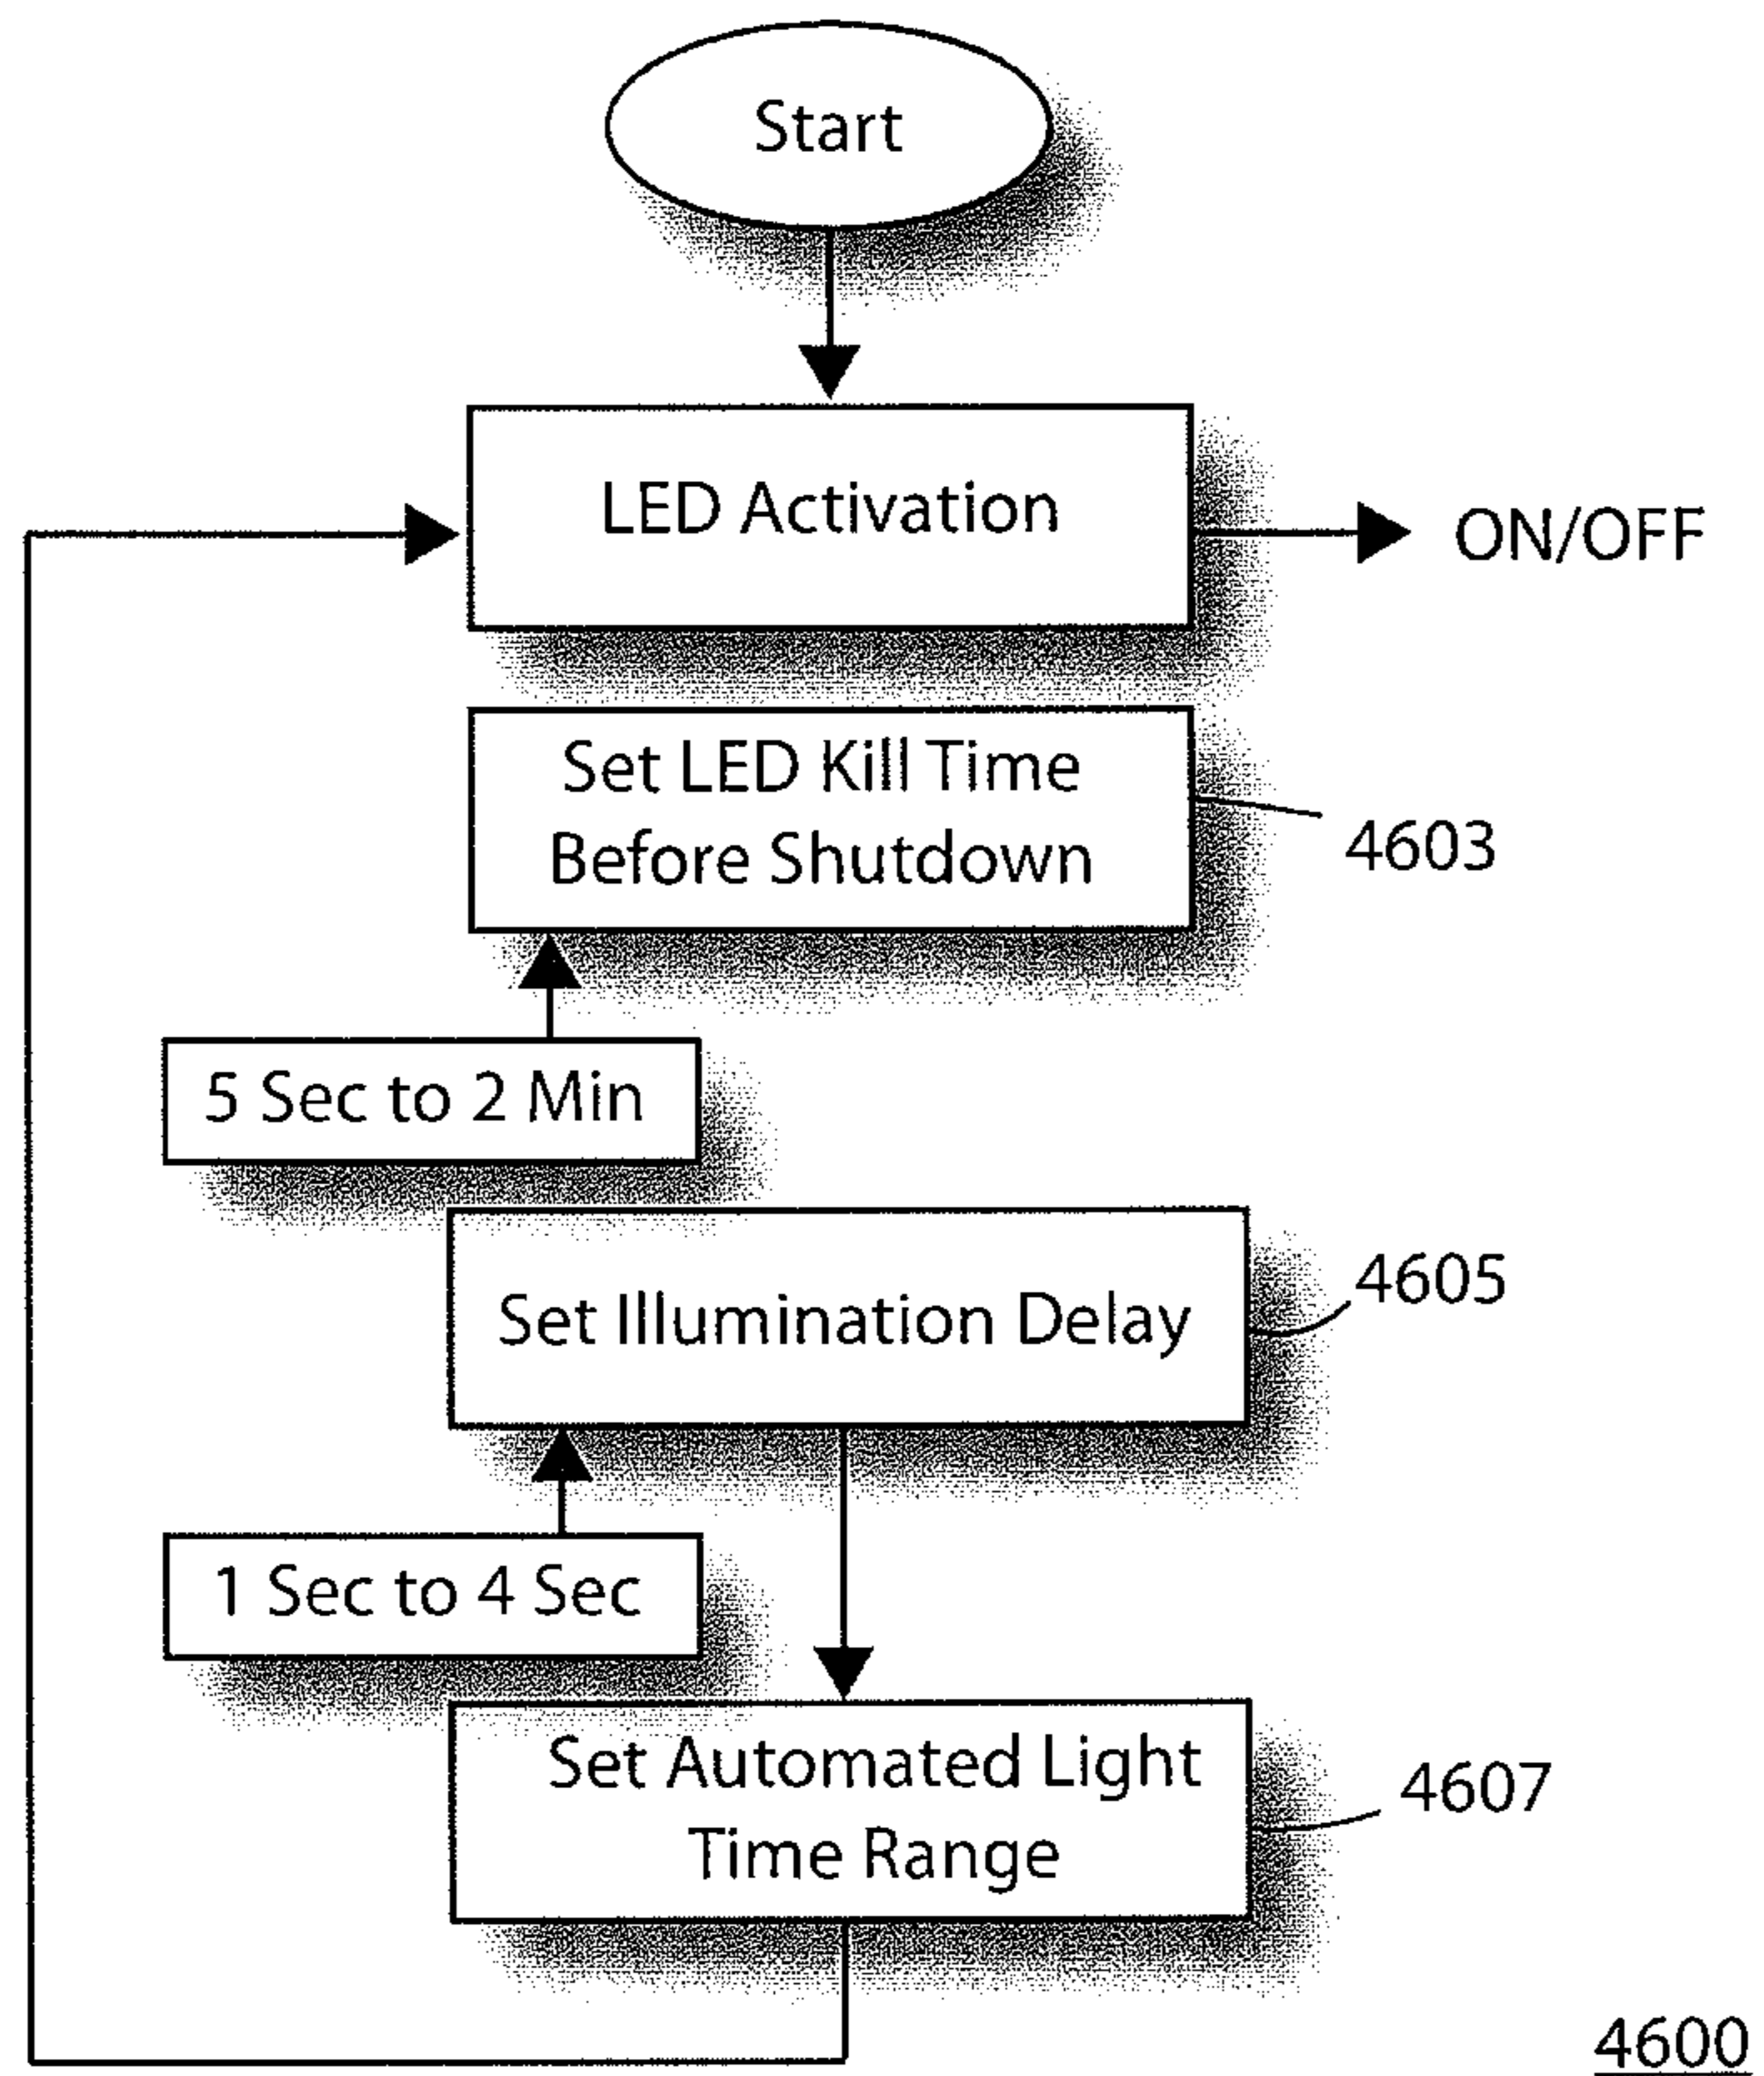 Start
LED Activation
ON/OFF
Set LED Kill Time
Before Shutdown
4603
5 Sec to 2 Min
Set Illumination Delay
4605
1 Sec to 4 Sec
Set Automated Light
Time Range
4607
4600